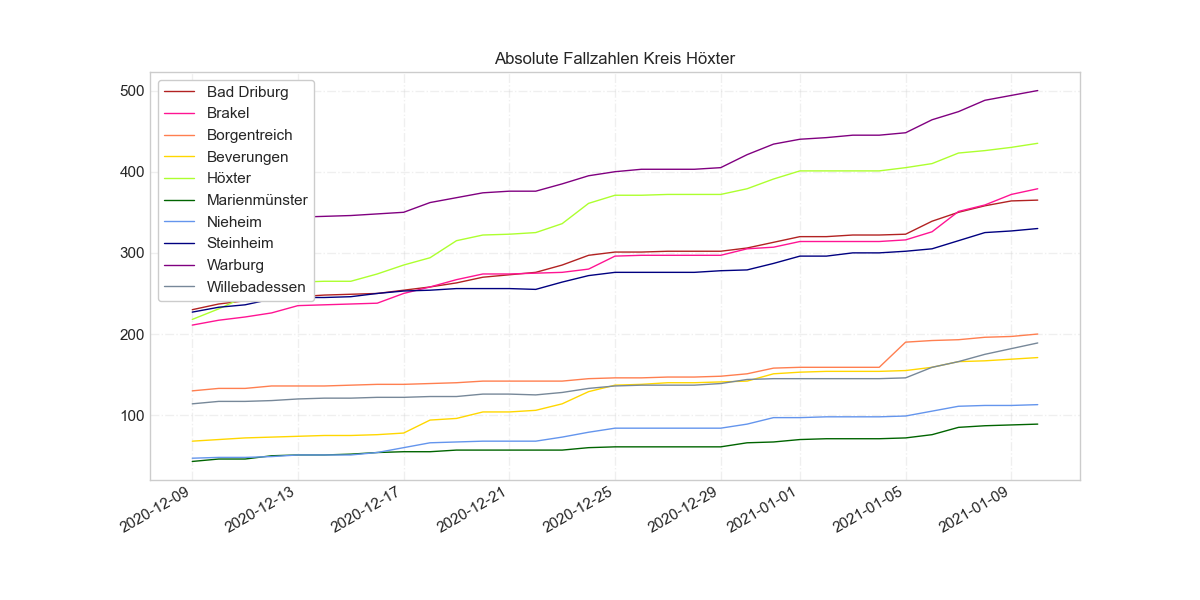 Absolute Fallzahlen Kreis Höxter
500
400
300
200
100
Bad Driburg
Brakel
Borgentreich
Beverungen
Höxter
Marienmünster
Nieheim
Steinheim
Warburg
Willebadessen
2020-12-09
2020-12-13
2020-12-17
2020-12-21
2020-12-25
2020-12-29
2021-01-01
2021-01-05
2021-01-09